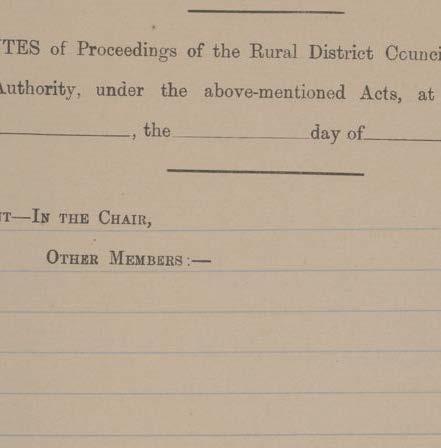 TES of Proceedings of the Rural District Counci
Authority, under the above-mentioned Acts, at
, the day of
T—In the Chair,
Other Members:—